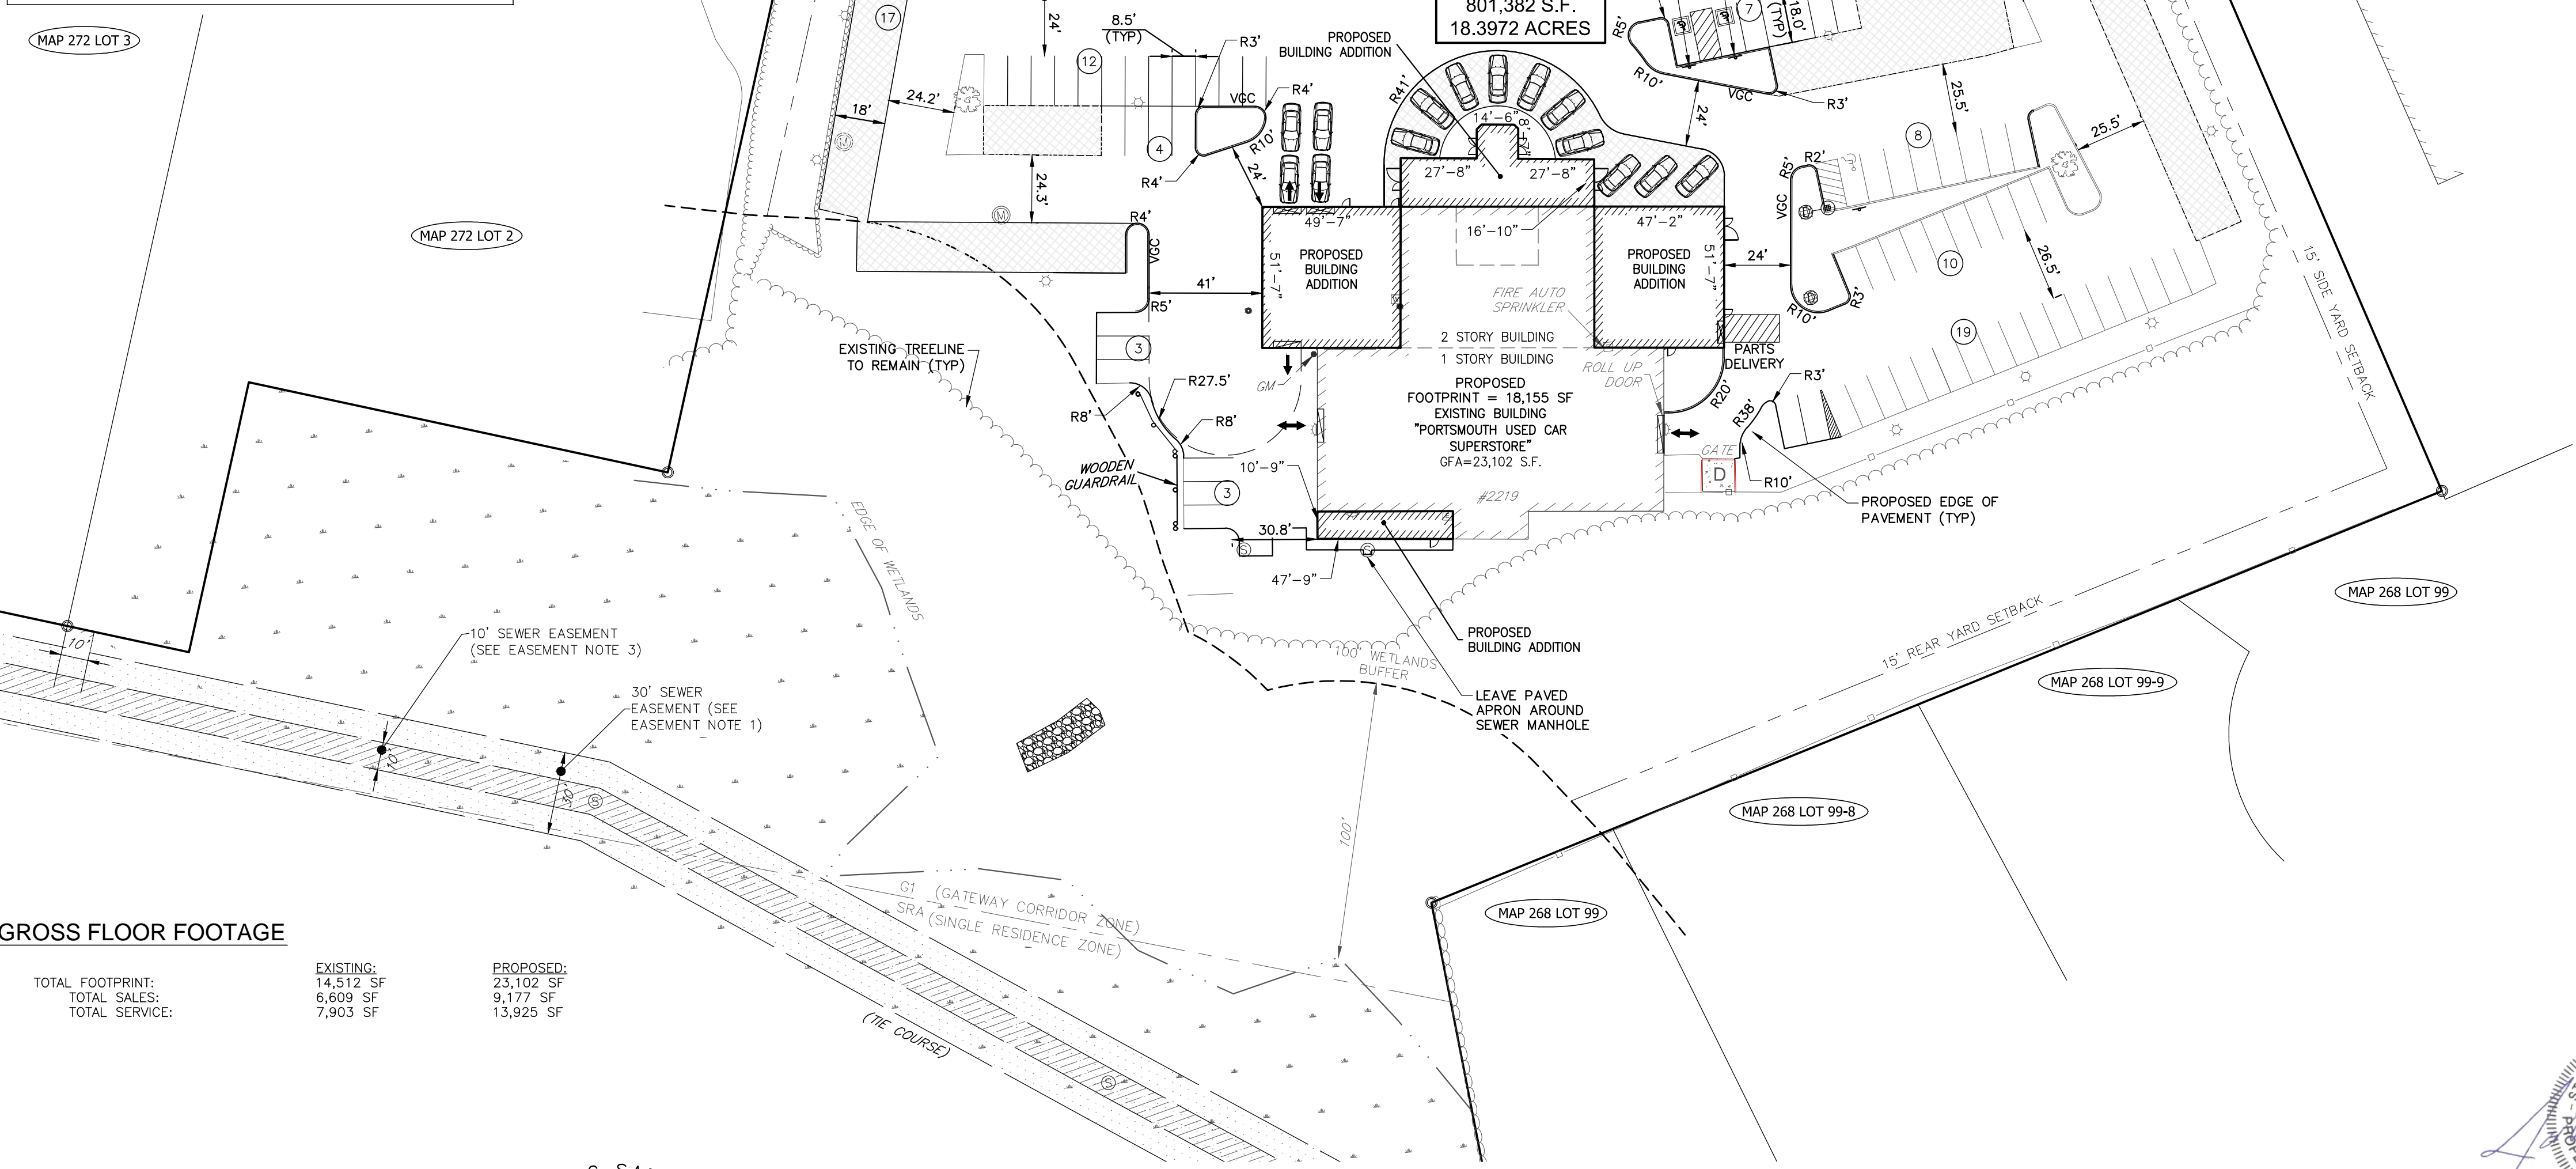 MAP 272 LOT 3
17
24'
8.5'
(TYP)
12
R3'
PROPOSED
BUILDING ADDITION
801,382 S.F.
18.3972 ACRES
R5'
7
(TYP)
18.0'
R10'
VGC
R3'
24'
25.5'
25.5'
8
18'
24.2'
VGC
R4'
R10'
4
R4'
24'
24.3'
R41'
14'-6"
8'-7"
27'-8"
27'-8"
M
M
R4'
VGC
MAP 272 LOT 2
49'-7"
16'-10"
47'-2"
R2'
R5'
VGC
PROPOSED
BUILDING
ADDITION
51'-7"
PROPOSED
BUILDING
ADDITION
51'-7"
24'
41'
R5'
R10'
R3'
10
26.5'
15' SIDE YARD SETBACK
FIRE AUTO
SPRINKLER
2 STORY BUILDING
1 STORY BUILDING
EXISTING TREELINE
TO REMAIN (TYP)
3
GM
PARTS
DELIVERY
19
ROLL UP
DOOR
R20'
R3'
R38'
R27.5'
R8'
R8'
PROPOSED
FOOTPRINT = 18,155 SF
EXISTING BUILDING
"PORTSMOUTH USED CAR
SUPERSTORE"
GFA=23,102 S.F.
#2219
GATE
D
R10'
PROPOSED EDGE OF
PAVEMENT (TYP)
WOODEN
GUARDRAIL
3
10'-9"
30.8'
S
S
47'-9"
EDGE OF WETLANDS
PROPOSED
BUILDING ADDITION
100' WETLANDS
BUFFER
LEAVE PAVED
APRON AROUND
SEWER MANHOLE
15' REAR YARD SETBACK
MAP 268 LOT 99
MAP 268 LOT 99-9
MAP 268 LOT 99-8
MAP 268 LOT 99
10'
10' SEWER EASEMENT
(SEE EASEMENT NOTE 3)
30' SEWER
EASEMENT (SEE
EASEMENT NOTE 1)
10'
30'
S
100'
G1 (GATEWAY CORRIDOR ZONE)
SRA (SINGLE RESIDENCE ZONE)
(TIE COURSE)
S
GROSS FLOOR FOOTAGE
EXISTING: PROPOSED:
TOTAL FOOTPRINT: 14,512 SF 23,102 SF
TOTAL SALES: 6,609 SF 9,177 SF
TOTAL SERVICE: 7,903 SF 13,925 SF